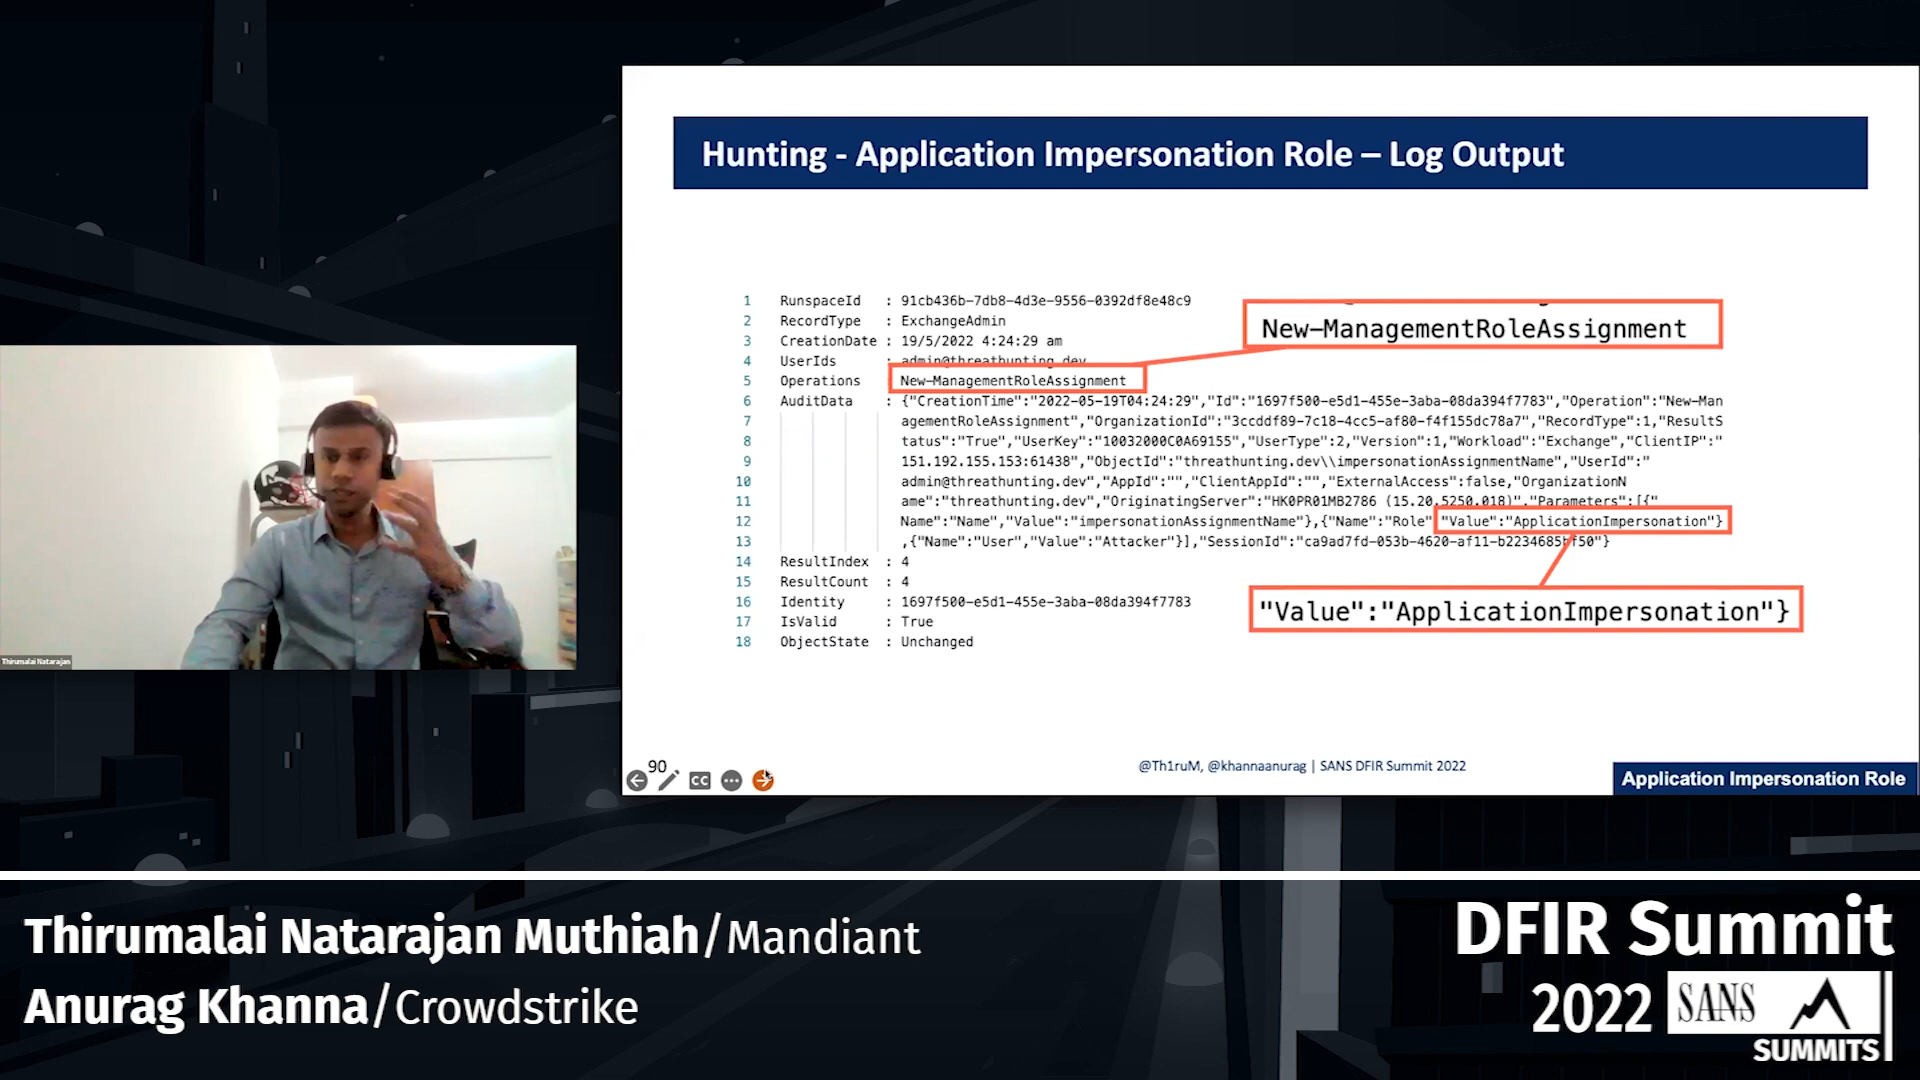 Hunting - Application Impersonation Role – Log Output
1 RunspaceId : 91cb436b-7db8-4d3e-9556-0392df8e48c9
2 RecordType : ExchangeAdmin
3 CreationDate : 19/5/2022 4:24:29 am
4 UserIds : admin@threathunting.dev
5 Operations New-ManagementRoleAssignment
6 AuditData : {"CreationTime":"2022-05-19T04:24:29","Id":"1697f500-e5d1-455e-3aba-08da394f7783","Operation":"New-Man
7 agementRoleAssignment","OrganizationId":"3ccddf89-7c18-4cc5-af80-f4f155dc78a7","RecordType":1,"ResultS
8 tatus":"True","UserKey":"10032000C0A69155","UserType":2,"Version":1,"Workload":"Exchange","ClientIP":"
9 151.192.155.153:61438","ObjectId":"threathunting.dev\\impersonationAssignmentName","UserId":"
10 admin@threathunting.dev","AppId":"","ClientAppId":"","ExternalAccess":false,"OrganizationN
11 ame":"threathunting.dev","OriginatingServer":"HK0PR01MB2786 (15.20.5250.018)","Parameters":[{"
12 Name":"Name","Value":"impersonationAssignmentName"},{"Name":"Role" "Value":"ApplicationImpersonation"}
13 ,{"Name":"User","Value":"Attacker"}],"SessionId":"ca9ad7fd-053b-4620-af11-b2234685bf50"}
14 ResultIndex : 4
15 ResultCount : 4
16 Identity : 1697f500-e5d1-455e-3aba-08da394f7783
17 IsValid : True
18 ObjectState : Unchanged
New-ManagementRoleAssignment
"Value":"ApplicationImpersonation"}
90
CC
@Th1ruM, @khannaanurag | SANS DFIR Summit 2022
Application Impersonation Role
Thirumalai Natarajan
Thirumalai Natarajan Muthiah/Mandiant
Anurag Khanna/Crowdstrike
DFIR Summit
2022 SANS
SUMMITS